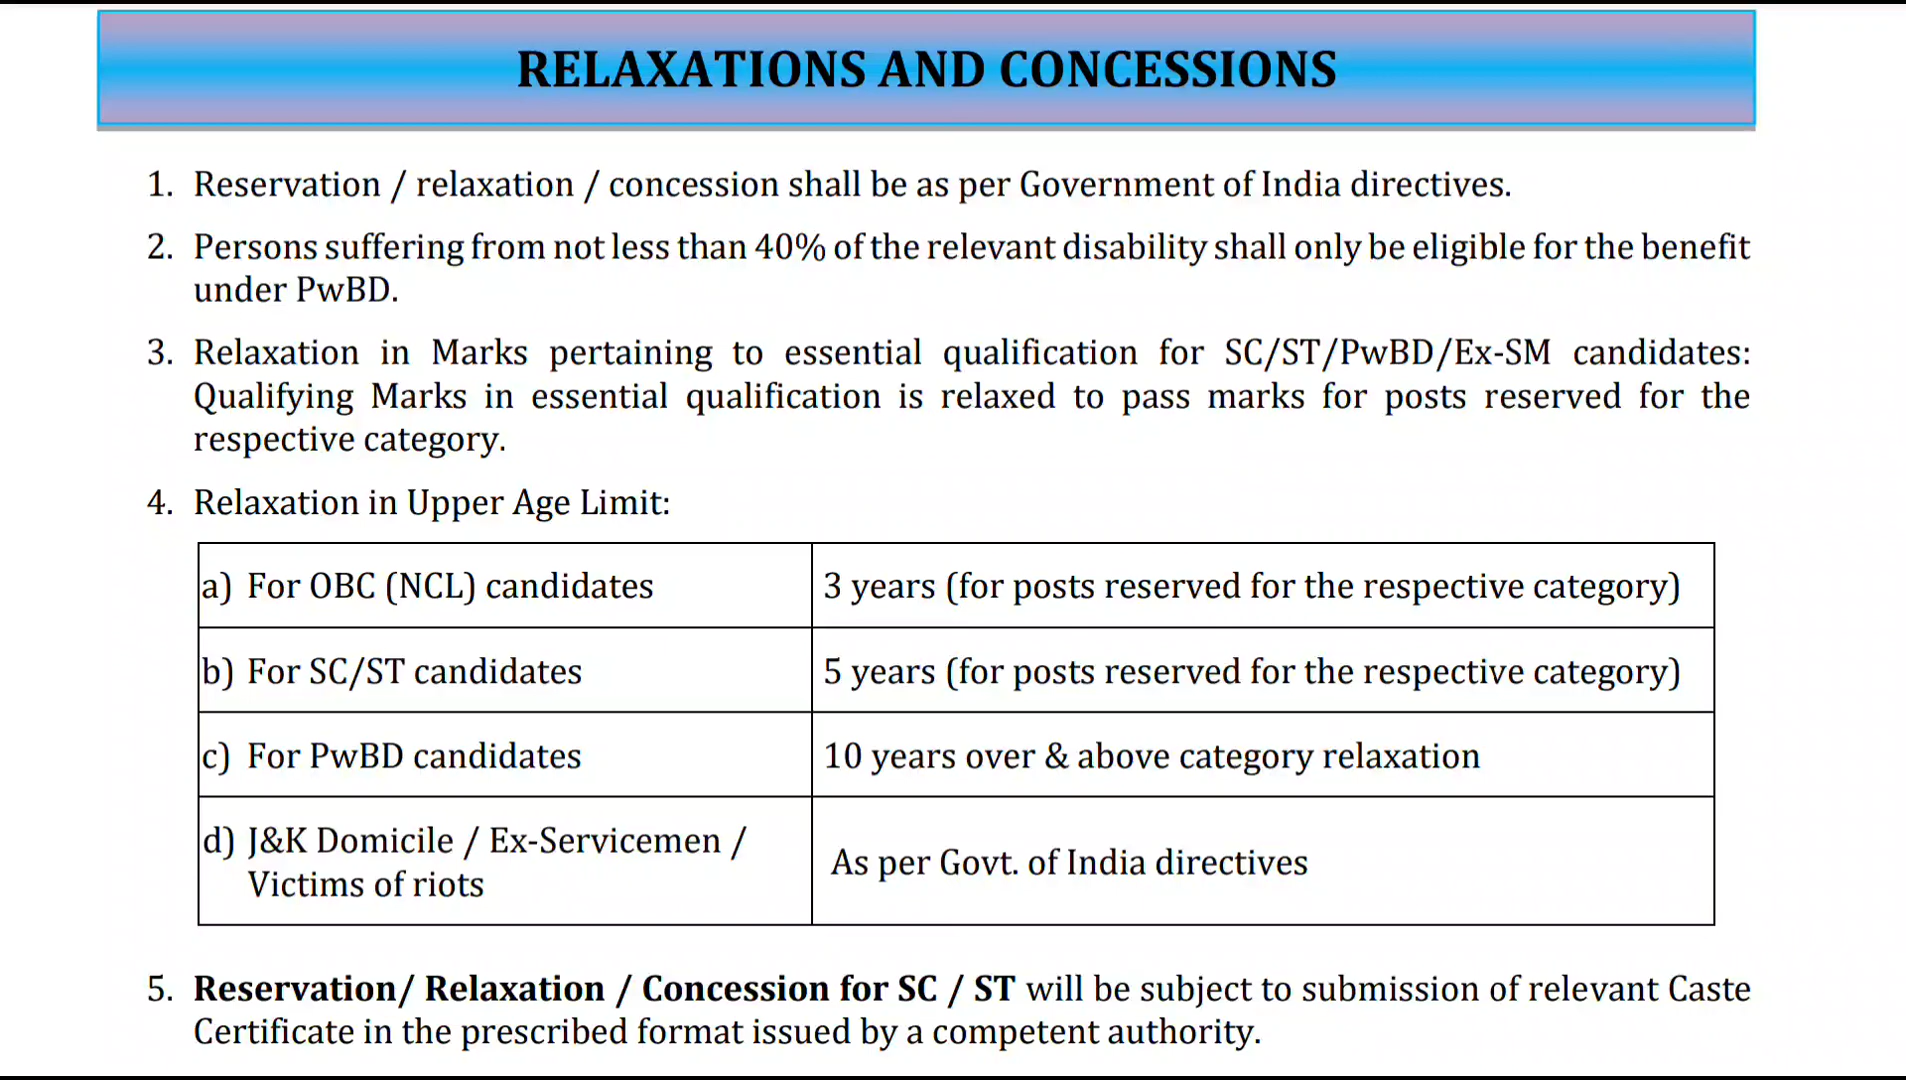 RELAXATIONS AND CONCESSIONS
1. Reservation / relaxation / concession shall be as per Government of India directives.
2. Persons suffering from not less than 40% of the relevant disability shall only be eligible for the benefit
under PwBD.
3. Relaxation in Marks pertaining to essential qualification for SC/ST/PwBD/Ex-SM candidates:
Qualifying Marks in essential qualification is relaxed to pass marks for posts reserved for the
respective category.
4. Relaxation in Upper Age Limit:
a) For OBC (NCL) candidates
3 years (for posts reserved for the respective category)
b) For SC/ST candidates
5 years (for posts reserved for the respective category)
c) For PwBD candidates
10 years over & above category relaxation
d) J&K Domicile / Ex-Servicemen /
Victims of riots
As per Govt. of India directives
5. Reservation/ Relaxation / Concession for SC / ST will be subject to submission of relevant Caste
Certificate in the prescribed format issued by a competent authority.